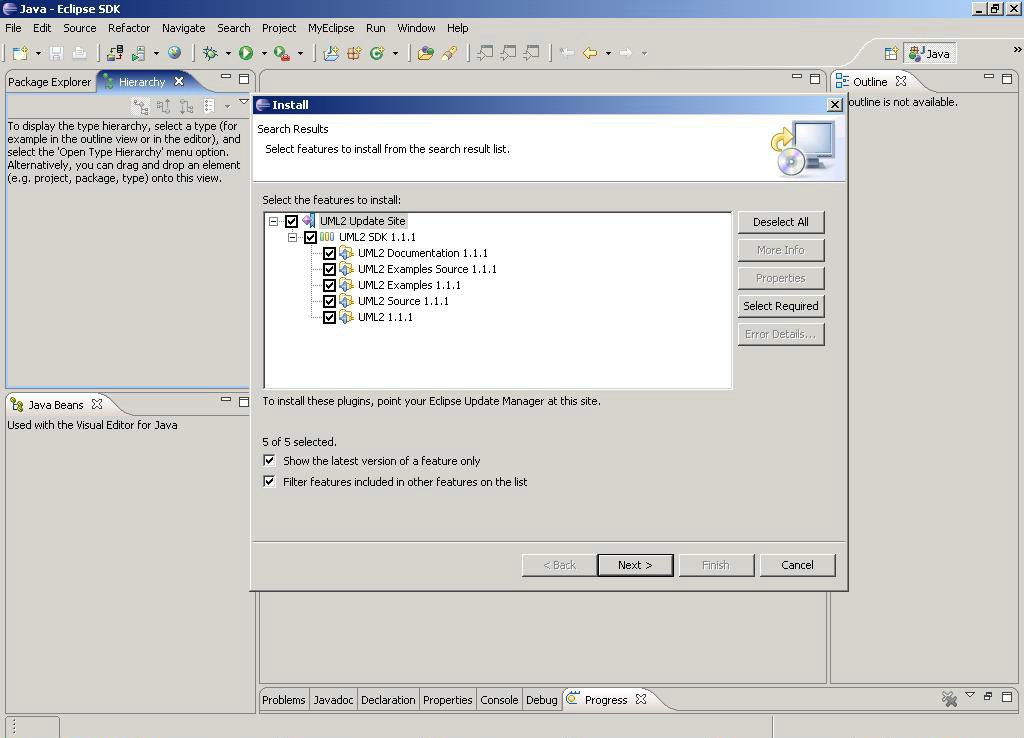 Java - Eclipse SDK
File Edit Source Refactor Navigate Search Project MyEclipse Run Window Help
Java
»
Package Explorer Hierarchy
To display the type hierarchy, select a type (for
example in the outline view or in the editor), and
select the 'Open Type Hierarchy' menu option.
Alternatively, you can drag and drop an element
(e.g. project, package, type) onto this view.
Java Beans
Used with the Visual Editor for Java
Install
Search Results
Select features to install from the search result list.
Select the features to install:
UML2 Update Site
UML2 SDK 1.1.1
UML2 Documentation 1.1.1
UML2 Examples Source 1.1.1
UML2 Examples 1.1.1
UML2 Source 1.1.1
UML2 1.1.1
Deselect All
More Info
Properties
Select Required
Error Details...
To install these plugins, point your Eclipse Update Manager at this site.
5 of 5 selected.
Show the latest version of a feature only
Filter features included in other features on the list
< Back Next > Finish Cancel
Outline
outline is not available.
Problems Javadoc Declaration Properties Console Debug Progress